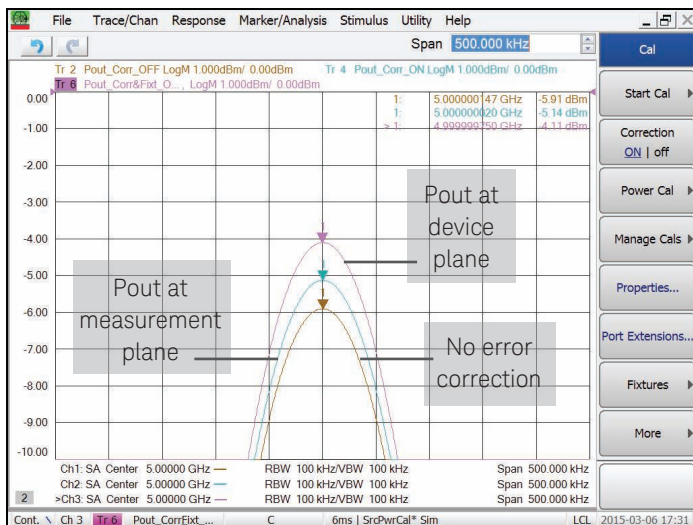 File Trace/Chan Response Marker/Analysis Stimulus Utility Help
Span 500.000 kHz
Tr 2 Pout_Corr_OFF LogM 1.000dBm/ 0.00dBm Tr 4 Pout_Corr_ON LogM 1.000dBm/ 0.00dBm
Tr 6 Pout_Corr&Fixt_O... , LogM 1.000dBm/ 0.00dBm
1: 5.000000147 GHz -5.91 dBm
1: 5.000000020 GHz -5.14 dBm
> 1: 4.999999750 GHz -4.11 dBm
0.00
-1.00
-2.00
-3.00
-4.00
-5.00
-6.00
-7.00
-8.00
-9.00
-10.00
Pout at
device
plane
Pout at
measurement
plane
No error
correction
Ch1: SA Center 5.00000 GHz — RBW 100 kHz/VBW 100 kHz Span 500.000 kHz
Ch2: SA Center 5.00000 GHz — RBW 100 kHz/VBW 100 kHz Span 500.000 kHz
2 >Ch3: SA Center 5.00000 GHz — RBW 100 kHz/VBW 100 kHz Span 500.000 kHz
Cont. Ch 3 Tr 6 Pout_CorrFixt_... C 6ms | SrcPwrCal* Sim LCL 2015-03-06 17:31
Cal
Start Cal
Correction
ON | off
Power Cal
Manage Cals
Properties...
Port Extensions...
Fixtures
More